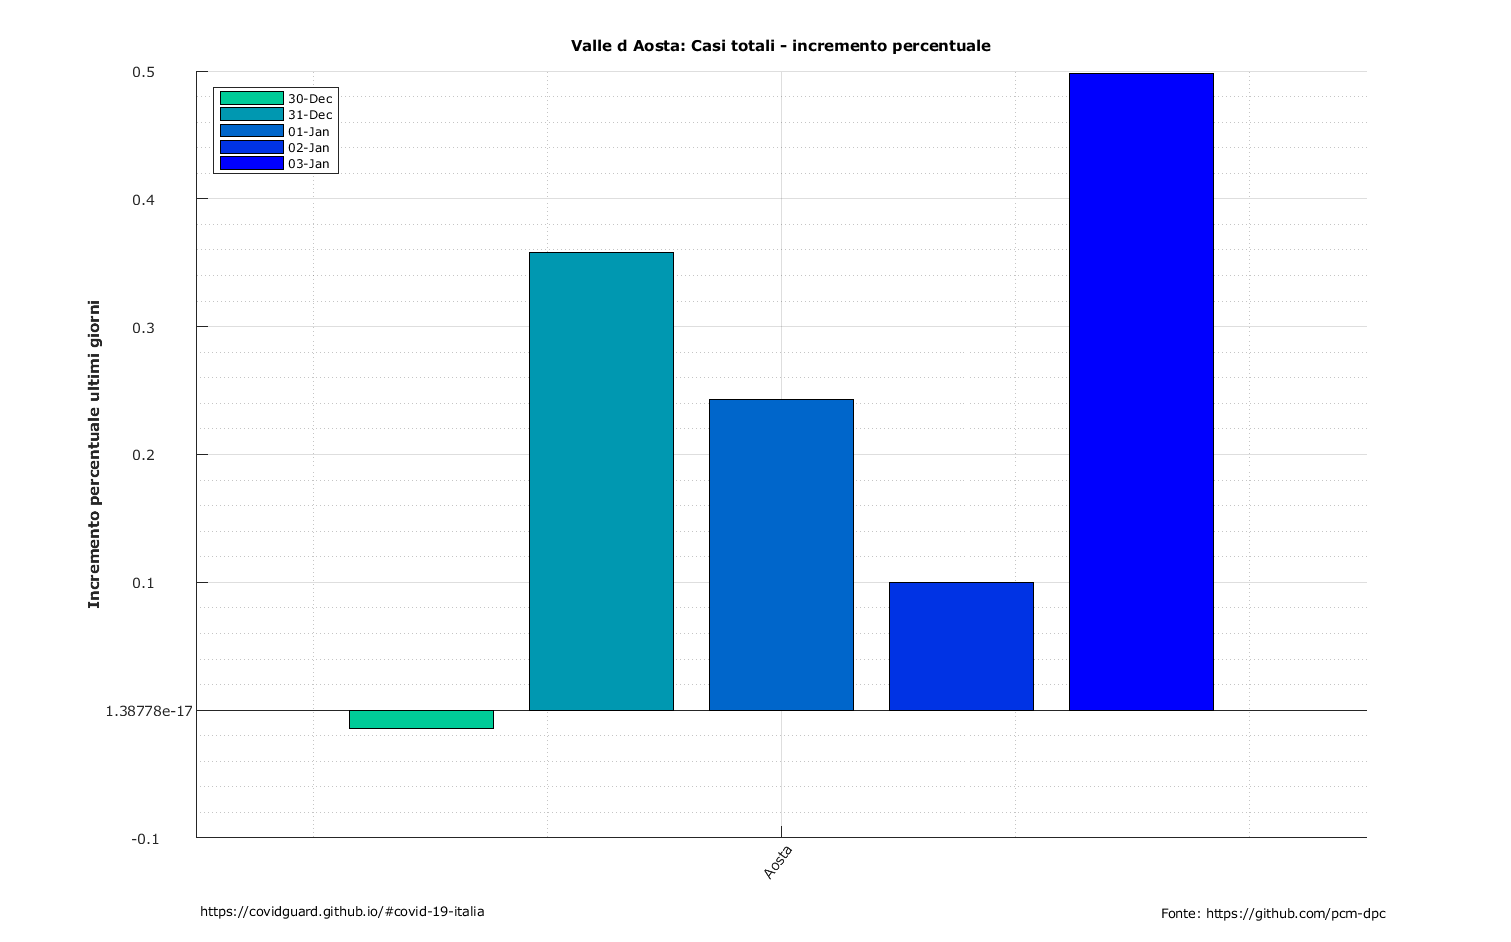 Valle d Aosta: Casi totali - incremento percentuale
0.5
30-Dec
31-Dec
01-Jan
02-Jan
03-Jan
0.4
0.3
0.2
0.1
1.38778e-17
-0.1
Incremento percentuale ultimi giorni
Aosta
https://covidguard.github.io/#covid-19-italia
Fonte: https://github.com/pcm-dpc